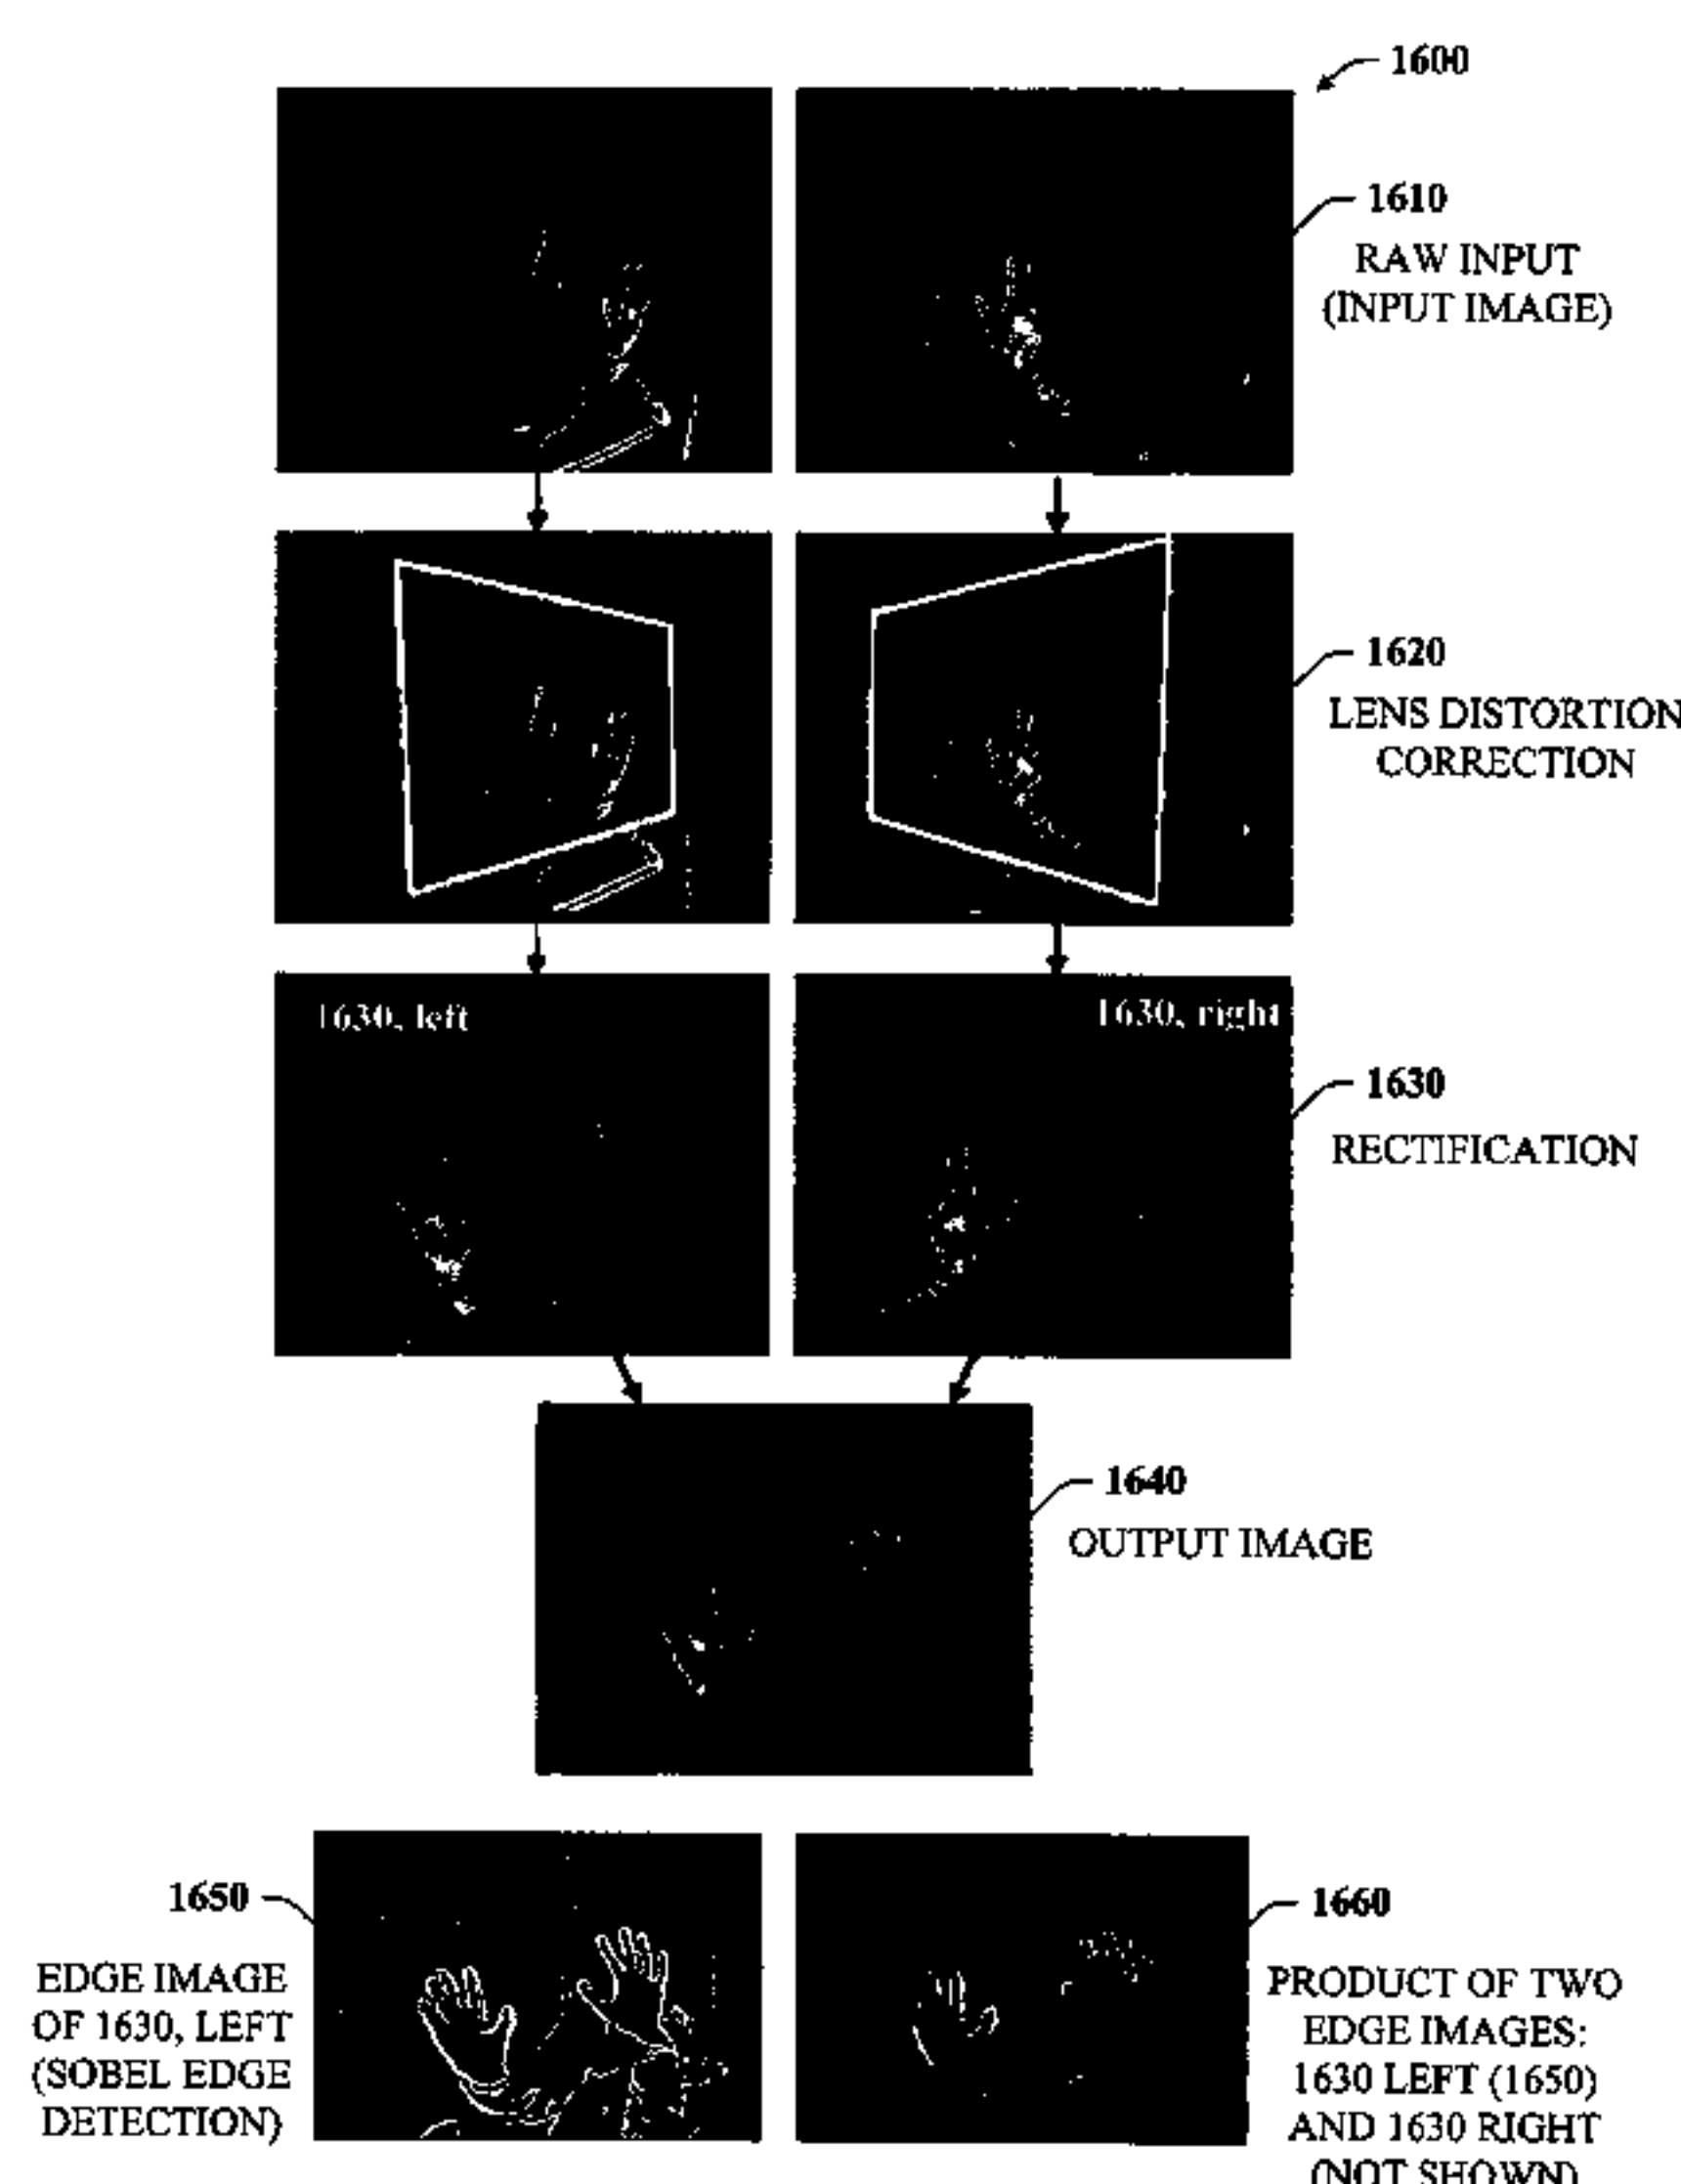 1600
1610
RAW INPUT
(INPUT IMAGE)
1620
LENS DISTORTION
CORRECTION
1630, left
1630, right
1630
RECTIFICATION
1640
OUTPUT IMAGE
1650
EDGE IMAGE
OF 1630, LEFT
(SOBEL EDGE
DETECTION)
1660
PRODUCT OF TWO
EDGE IMAGES:
1630 LEFT (1650)
AND 1630 RIGHT
(NOT SHOWN)